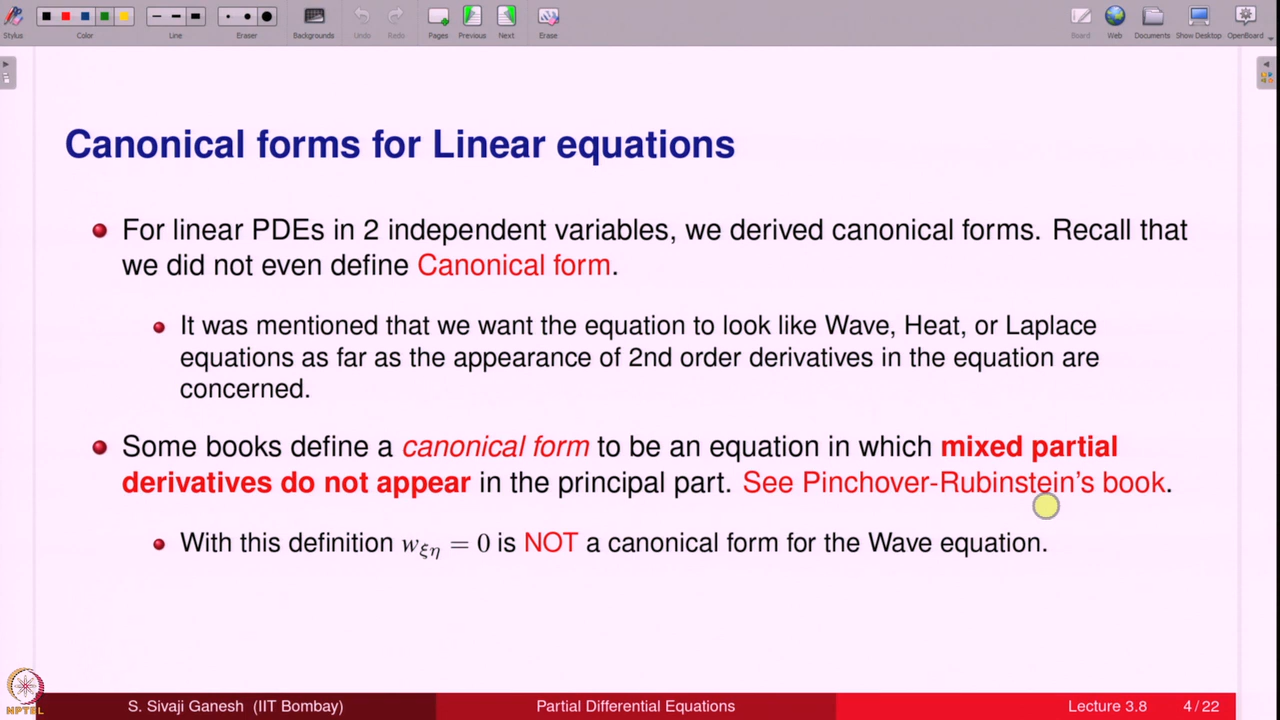 Stylus
Color
Line
Eraser
Backgrounds
Undo
Redo
Pages
Previous
Next
Erase
Board
Web
Documents
Show Desktop
OpenBoard
Canonical forms for Linear equations
For linear PDEs in 2 independent variables, we derived canonical forms. Recall that
we did not even define Canonical form.
It was mentioned that we want the equation to look like Wave, Heat, or Laplace
equations as far as the appearance of 2nd order derivatives in the equation are
concerned.
Some books define a canonical form to be an equation in which mixed partial
derivatives do not appear in the principal part. See Pinchover-Rubinstein's book.
With this definition w_{ξη} = 0 is NOT a canonical form for the Wave equation.
NPTEL
S. Sivaji Ganesh (IIT Bombay)
Partial Differential Equations
Lecture 3.8
4/22